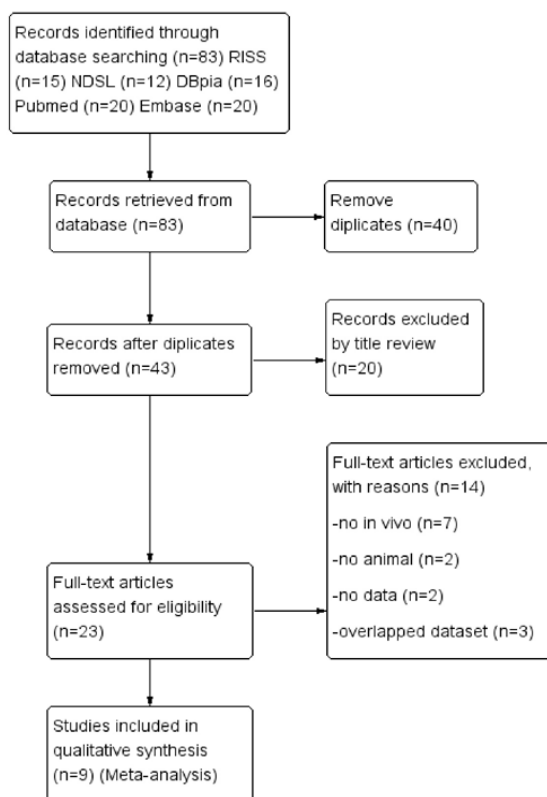 Records identified through
database searching (n=83) RISS
(n=15) NDSL (n=12) DBpia (n=16)
Pubmed (n=20) Embase (n=20)
Records retrieved from
database (n=83)
Remove
diplicates (n=40)
Records after diplicates
removed (n=43)
Records excluded
by title review
(n=20)
Full-text articles excluded,
with reasons (n=14)
-no in vivo (n=7)
-no animal (n=2)
-no data (n=2)
-overlapped dataset (n=3)
Full-text articles
assessed for eligibility
(n=23)
Studies included in
qualitative synthesis
(n=9) (Meta-analysis)